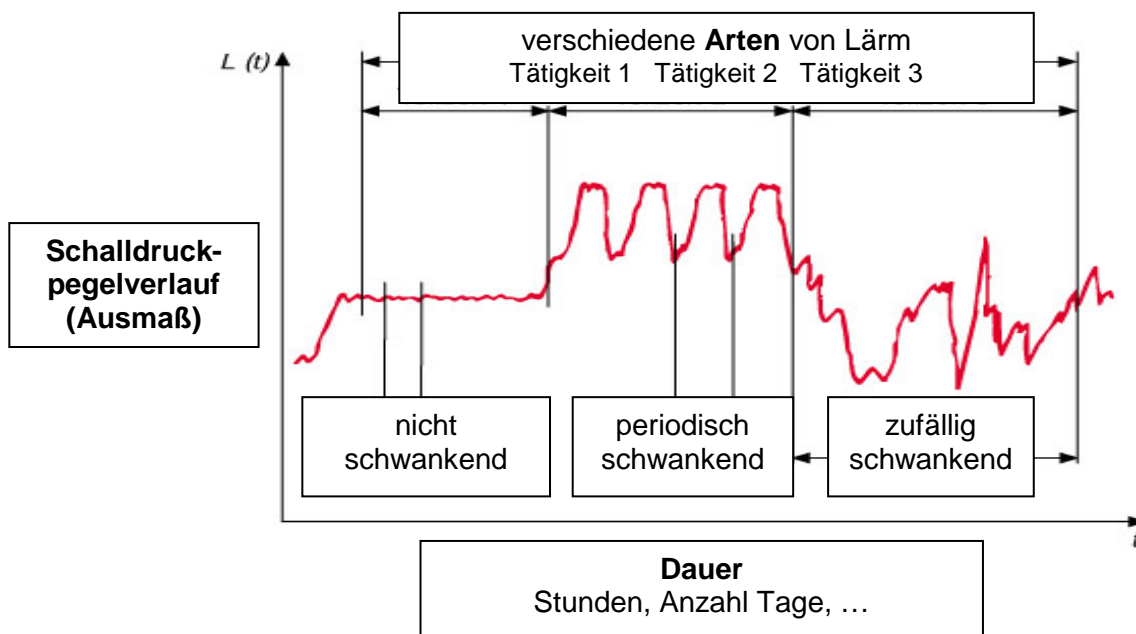 verschiedene Arten von Lärm
Tätigkeit 1 Tätigkeit 2 Tätigkeit 3
L (t)
Schalldruck-
pegelverlauf
(Ausmaß)
nicht
schwankend
periodisch
schwankend
zufällig
schwankend
t
Dauer
Stunden, Anzahl Tage, …